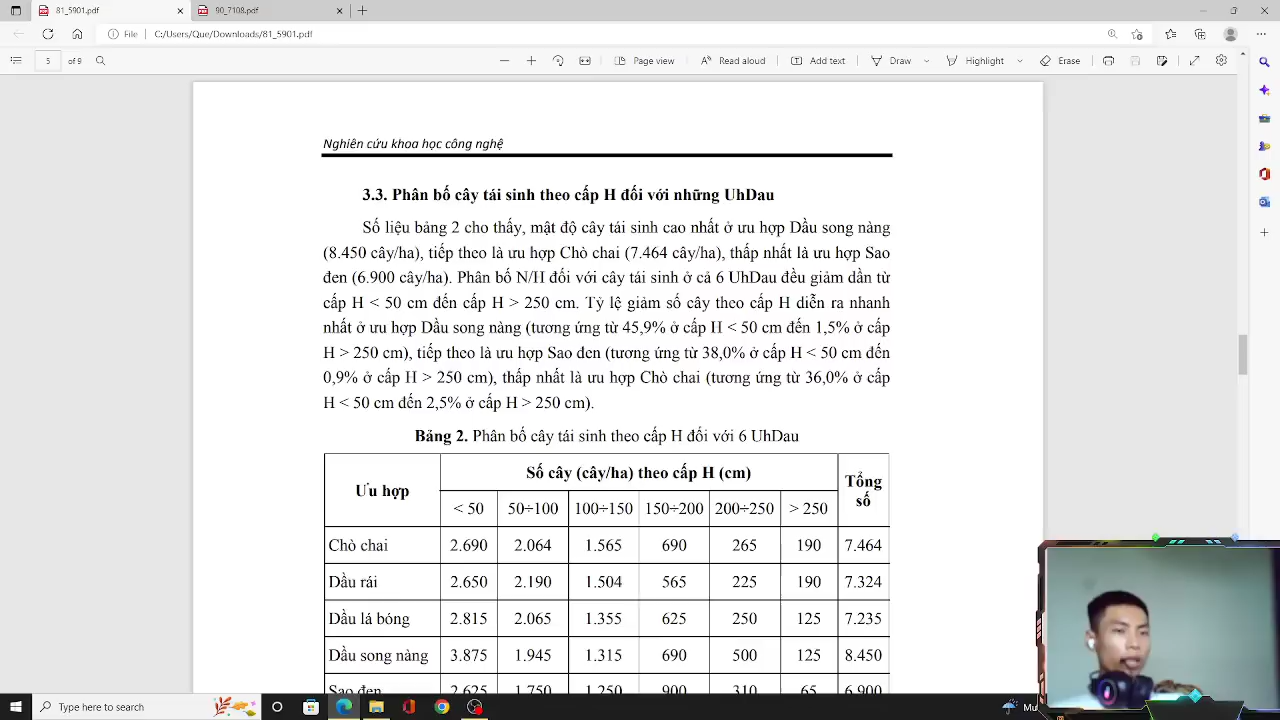 81_5901.pdf
90_7108.pdf
File
C:/Users/Que/Downloads/81_5901.pdf
5 of 9
Page view
Read aloud
Add text
Draw
Highlight
Erase
Nghiên cứu khoa học công nghệ
3.3. Phân bố cây tái sinh theo cấp H đối với những UhDau
Số liệu bảng 2 cho thấy, mật độ cây tái sinh cao nhất ở ưu hợp Dầu song nàng
(8.450 cây/ha), tiếp theo là ưu hợp Chò chai (7.464 cây/ha), thấp nhất là ưu hợp Sao
đen (6.900 cây/ha). Phân bố N/H đối với cây tái sinh ở cả 6 UhDau đều giảm dần từ
cấp H < 50 cm đến cấp H > 250 cm. Tỷ lệ giảm số cây theo cấp H diễn ra nhanh
nhất ở ưu hợp Dầu song nàng (tương ứng từ 45,9% ở cấp H < 50 cm đến 1,5% ở cấp
H > 250 cm), tiếp theo là ưu hợp Sao đen (tương ứng từ 38,0% ở cấp H < 50 cm đến
0,9% ở cấp H > 250 cm), thấp nhất là ưu hợp Chò chai (tương ứng từ 36,0% ở cấp
H < 50 cm đến 2,5% ở cấp H > 250 cm).
Bảng 2. Phân bố cây tái sinh theo cấp H đối với 6 UhDau
Ưu hợp Số cây (cây/ha) theo cấp H (cm) Tổng số
< 50 50÷100 100÷150 150÷200 200÷250 > 250
Chò chai 2.690 2.064 1.565 690 265 190 7.464
Dầu rái 2.650 2.190 1.504 565 225 190 7.324
Dầu lá bóng 2.815 2.065 1.355 625 250 125 7.235
Dầu song nàng 3.875 1.945 1.315 690 500 125 8.450
Sao đen 2.625 1.750 1.250 900 310 65 6.900
Type here to search
Mu